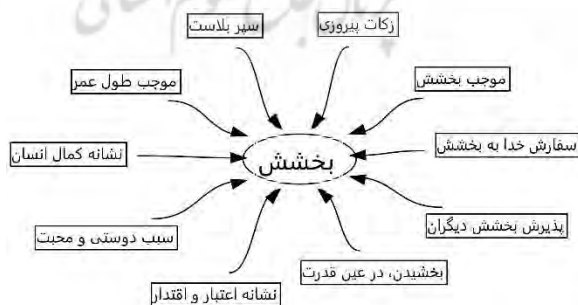 زکات پیروزی
سپر بلاست
موجب بخشش
موجب طول عمر
سفارش خدا به بخشش
بخشش
نشانه کمال انسان
پذیرش بخشش دیگران
سبب دوستی و محبت
بخشیدن، در عین قدرت
نشانه اعتبار و اقتدار